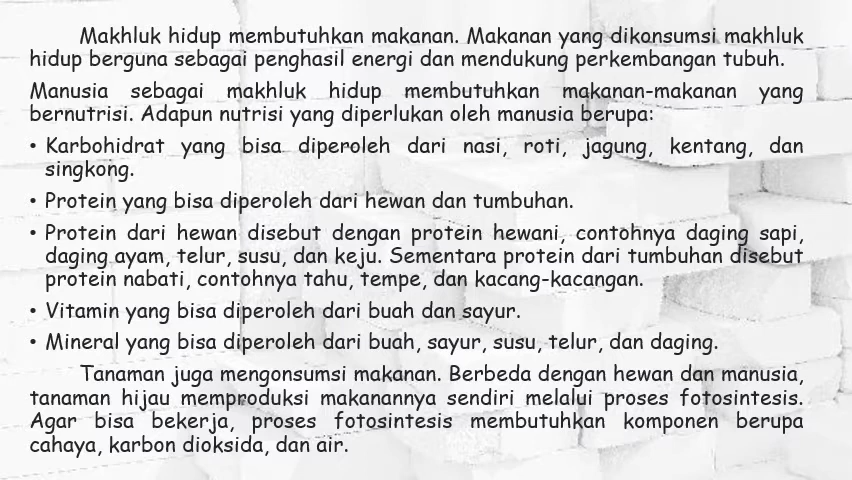 Makhluk hidup membutuhkan makanan. Makanan yang dikonsumsi makhluk
hidup berguna sebagai penghasil energi dan mendukung perkembangan tubuh.
Manusia sebagai makhluk hidup membutuhkan makanan-makanan yang
bernutrisi. Adapun nutrisi yang diperlukan oleh manusia berupa:
• Karbohidrat yang bisa diperoleh dari nasi, roti, jagung, kentang, dan
singkong.
• Protein yang bisa diperoleh dari hewan dan tumbuhan.
• Protein dari hewan disebut dengan protein hewani, contohnya daging sapi,
daging ayam, telur, susu, dan keju. Sementara protein dari tumbuhan disebut
protein nabati, contohnya tahu, tempe, dan kacang-kacangan.
• Vitamin yang bisa diperoleh dari buah dan sayur.
• Mineral yang bisa diperoleh dari buah, sayur, susu, telur, dan daging.
Tanaman juga mengonsumsi makanan. Berbeda dengan hewan dan manusia,
tanaman hijau memproduksi makanannya sendiri melalui proses fotosintesis.
Agar bisa bekerja, proses fotosintesis membutuhkan komponen berupa
cahaya, karbon dioksida, dan air.